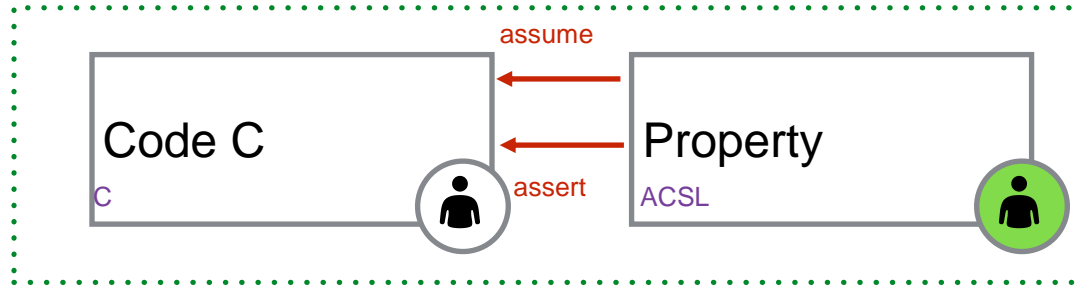 assume
Code C
Property
C
assert
ACSL